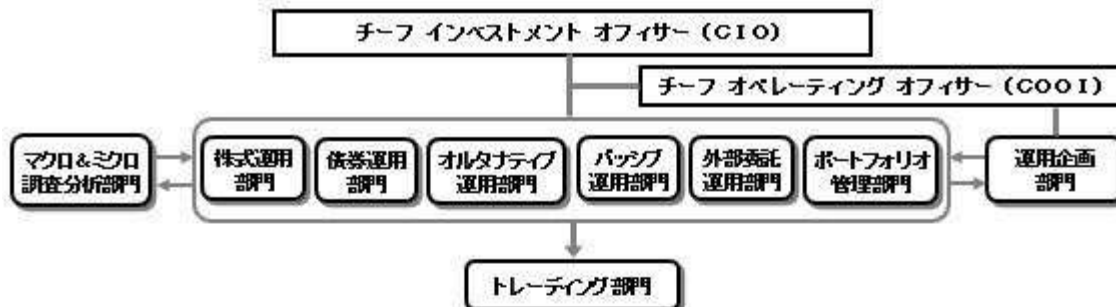 チーフ インベストメント オフィサー (CIO)
チーフ オペレーティング オフィサー (COOI)
マクロ&ミクロ
調査分析部門
株式運用
部門
債券運用
部門
オルタナティブ
運用部門
パッシブ
運用部門
外部委託
運用部門
ポートフォリオ
管理部門
運用企画
部門
トレーディング部門